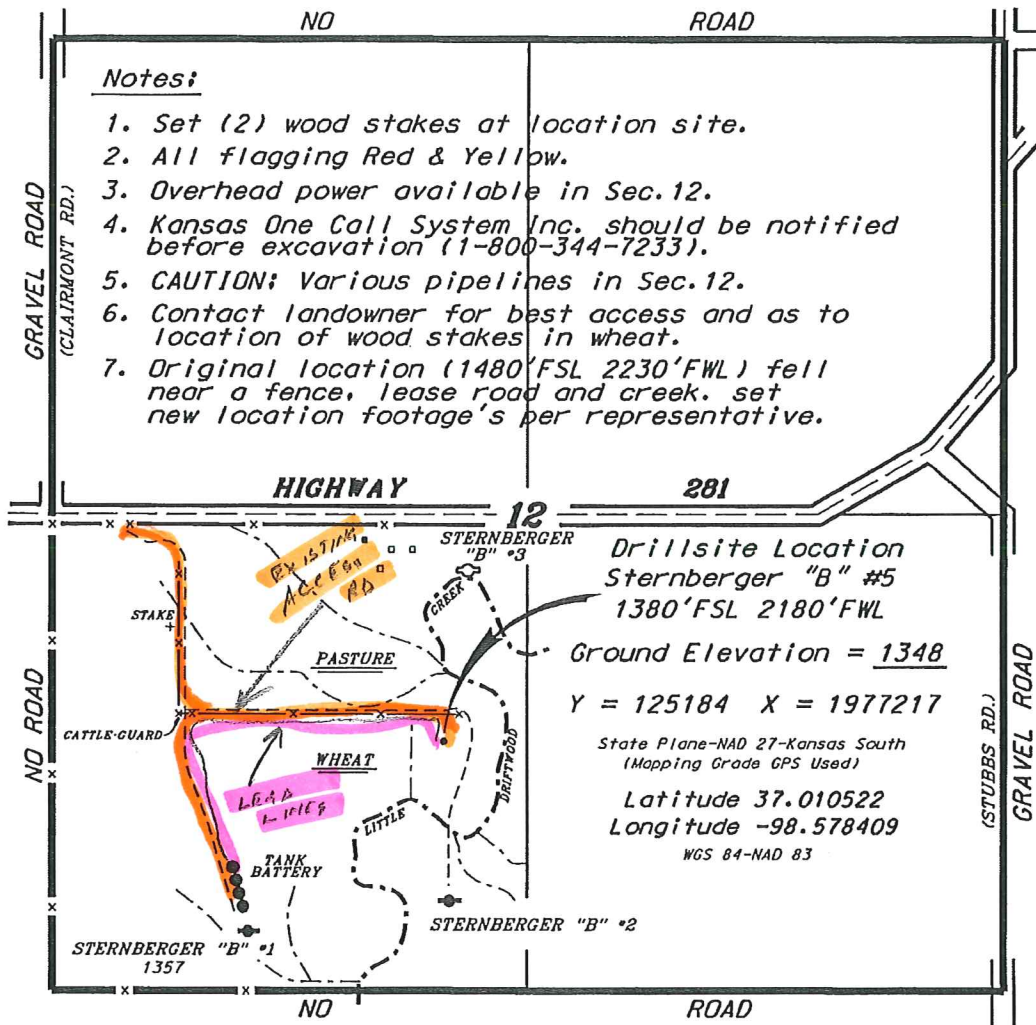 NO ROAD
Notes:
1. Set (2) wood stakes at location site.
2. All flagging Red & Yellow.
3. Overhead power available in Sec. 12.
4. Kansas One Call System Inc. should be notified
before excavation (1-800-344-7233).
5. CAUTION: Various pipelines in Sec. 12.
6. Contact landowner for best access and as to
location of wood stakes in wheat.
7. Original location (1480'FSL 2230'FWL) fell
near a fence, lease road and creek. set
new location footage's per representative.
GRAVEL ROAD
(CLAIRMONT RD.)
HIGHWAY 281
12
EXISTING
ACCESS
RD
STERNBERGER
"B" #3
CREEK
Drillsite Location
Sternberger "B" #5
1380'FSL 2180'FWL
Ground Elevation = 1348
Y = 125184 X = 1977217
State Plane-NAD 27-Kansas South
(Mapping Grade GPS Used)
Latitude 37.010522
Longitude -98.578409
WGS 84-NAD 83
STAKE
PASTURE
CATTLE-GUARD
WHEAT
LEAD
LINES
LITTLE
DRIFTWOOD
TANK
BATTERY
STERNBERGER "B" #1
1357
STERNBERGER "B" #2
NO ROAD
(STUBBS RD.)
GRAVEL ROAD
NO ROAD